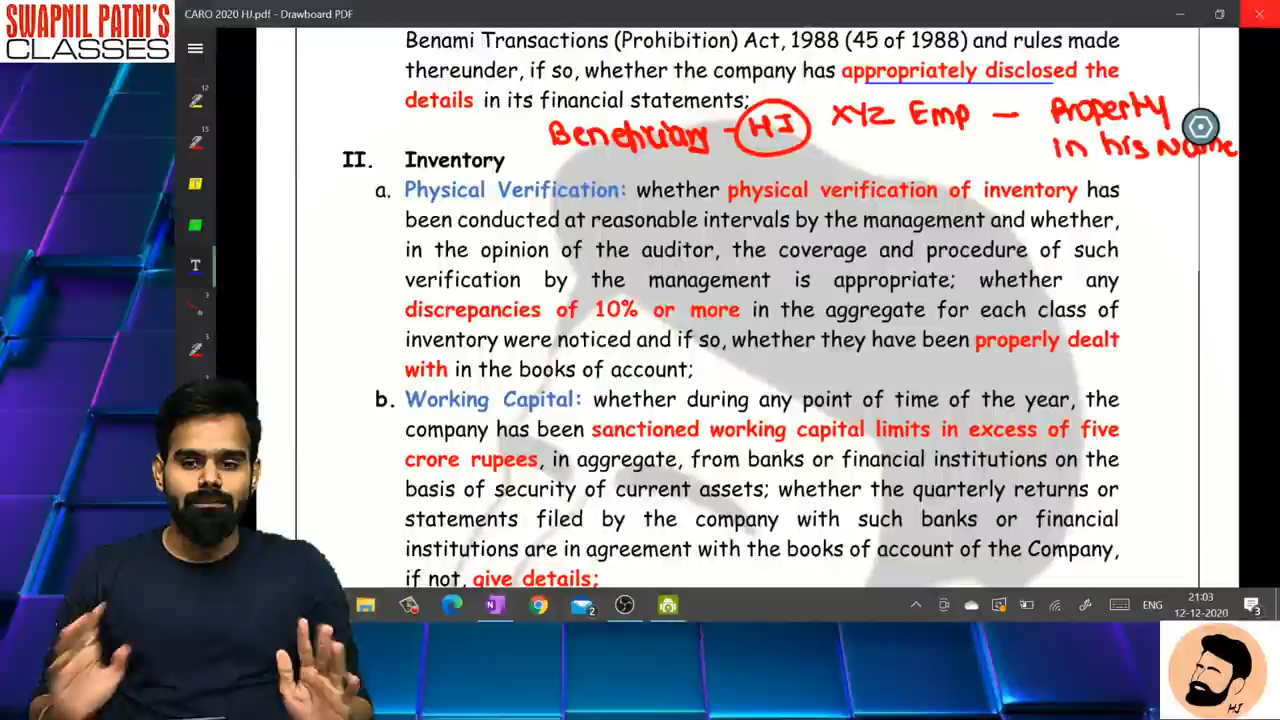 SWAPNIL PATNI'S
CLASSES
CARO 2020 HJ.pdf - Drawboard PDF
12
15
3
3
Benami Transactions (Prohibition) Act, 1988 (45 of 1988) and rules made
thereunder, if so, whether the company has appropriately disclosed the
details in its financial statements;
Beneficiary - HJ XYZ Emp - Property
in his Name
II. Inventory
a. Physical Verification: whether physical verification of inventory has
been conducted at reasonable intervals by the management and whether,
in the opinion of the auditor, the coverage and procedure of such
verification by the management is appropriate; whether any
discrepancies of 10% or more in the aggregate for each class of
inventory were noticed and if so, whether they have been properly dealt
with in the books of account;
b. Working Capital: whether during any point of time of the year, the
company has been sanctioned working capital limits in excess of five
crore rupees, in aggregate, from banks or financial institutions on the
basis of security of current assets; whether the quarterly returns or
statements filed by the company with such banks or financial
institutions are in agreement with the books of account of the Company,
if not, give details;
2
ENG
21:03
12-12-2020
3
HJ